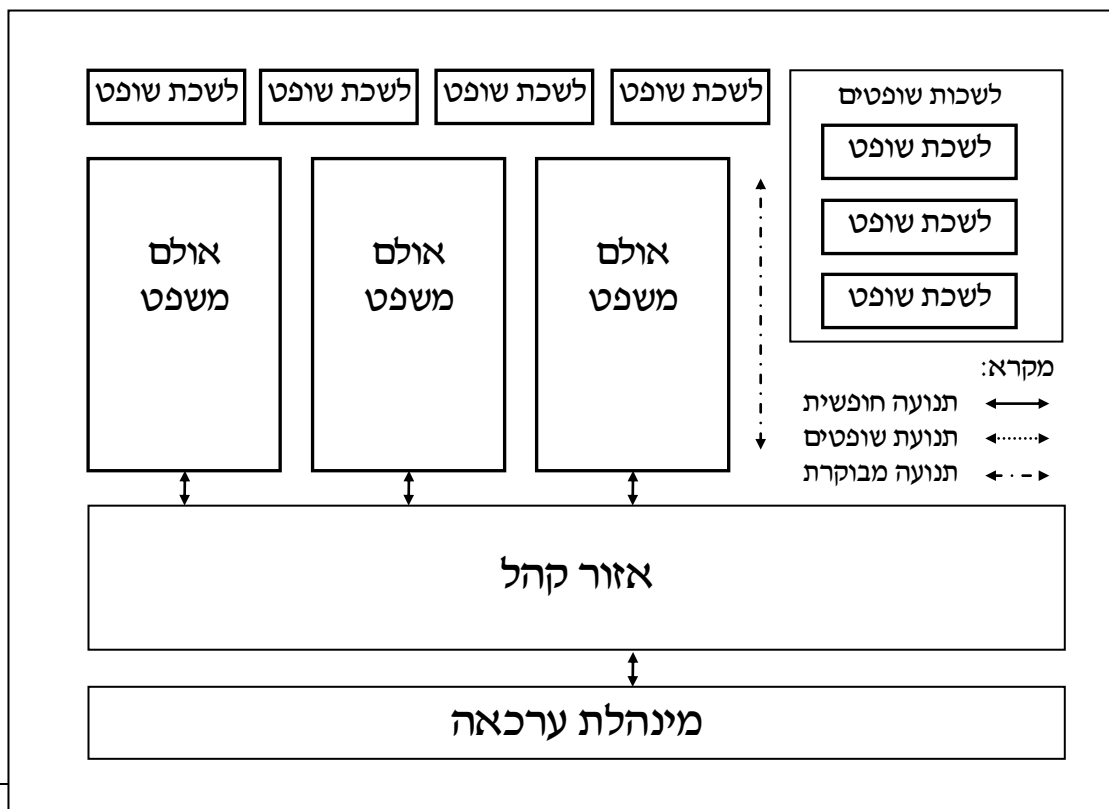 לשכות שופטים
לשכת שופט
לשכת שופט
לשכת שופט
לשכת שופט
לשכת שופט
לשכת שופט
לשכת שופט
אולם
משפט
אולם
משפט
אולם
משפט
מקרא:
תנועה חופשית
תנועת שופטים
תנועה מבוקרת
אזור קהל
מינהלת ערכאה